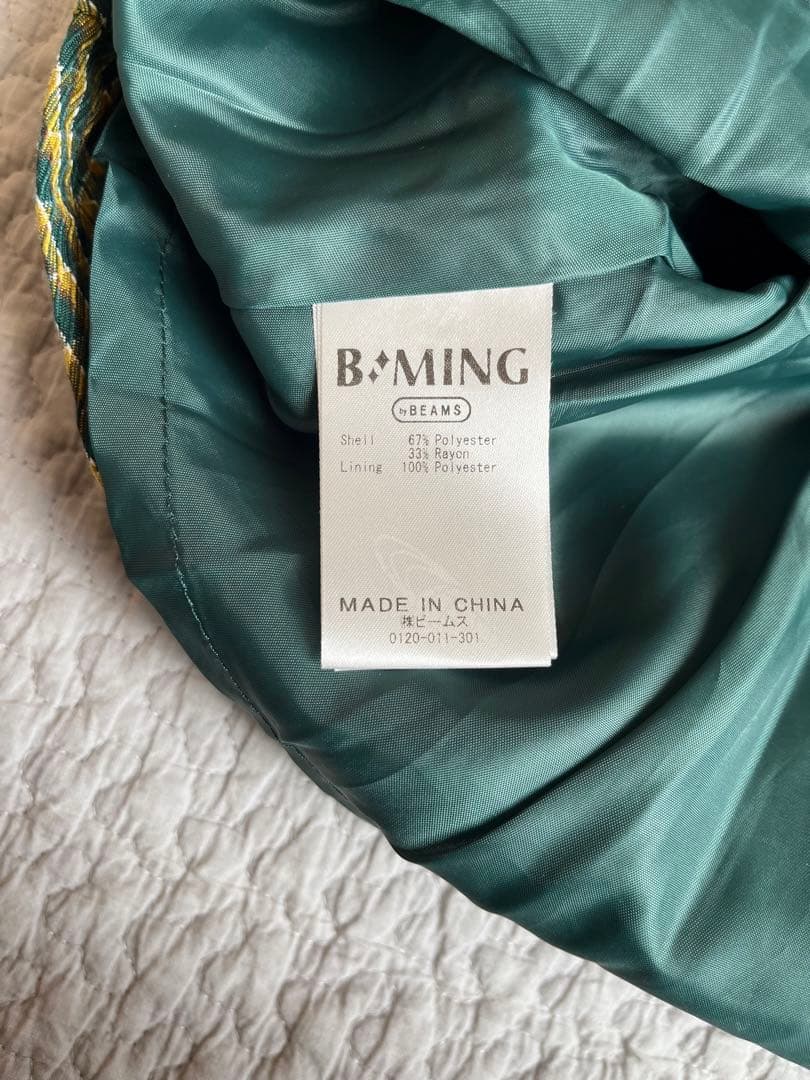 B:MING
by BEAMS
Shell 67% Polyester
33% Rayon
Lining 100% Polyester
MADE IN CHINA
㈱ビームス
0120-011-301